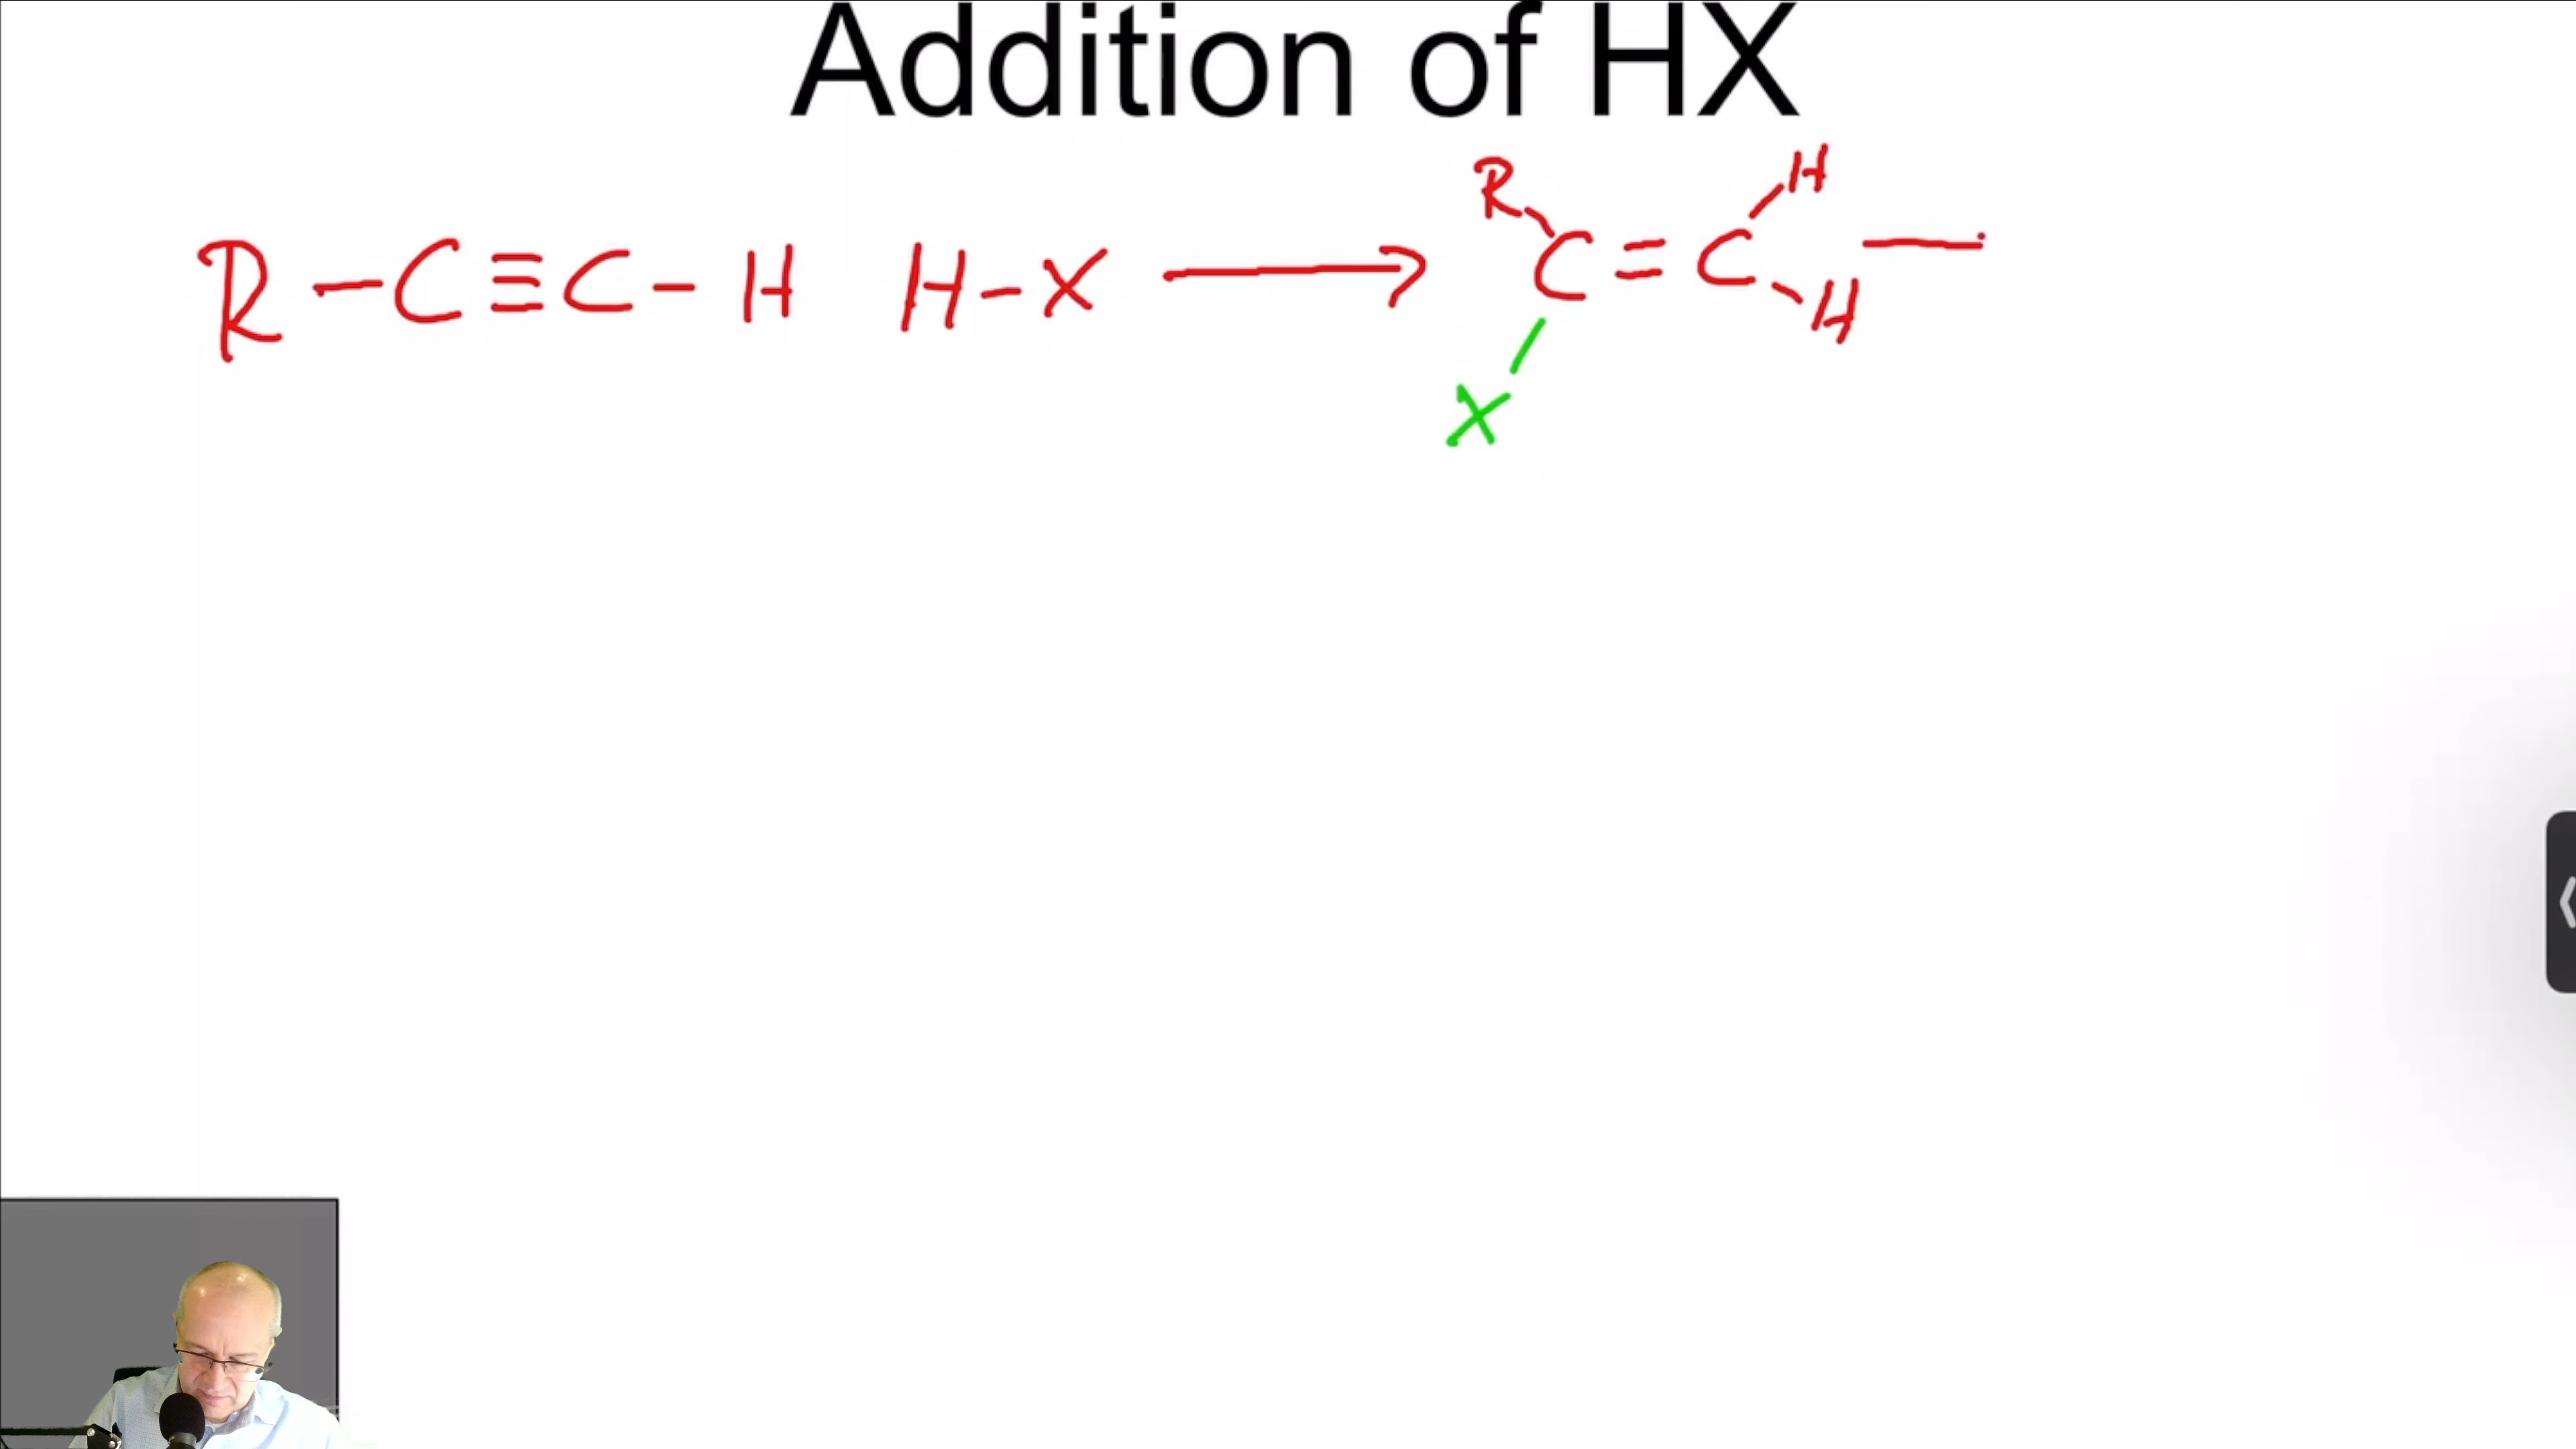 Addition of HX
R-C≡C-H H-X → R C=C H H X